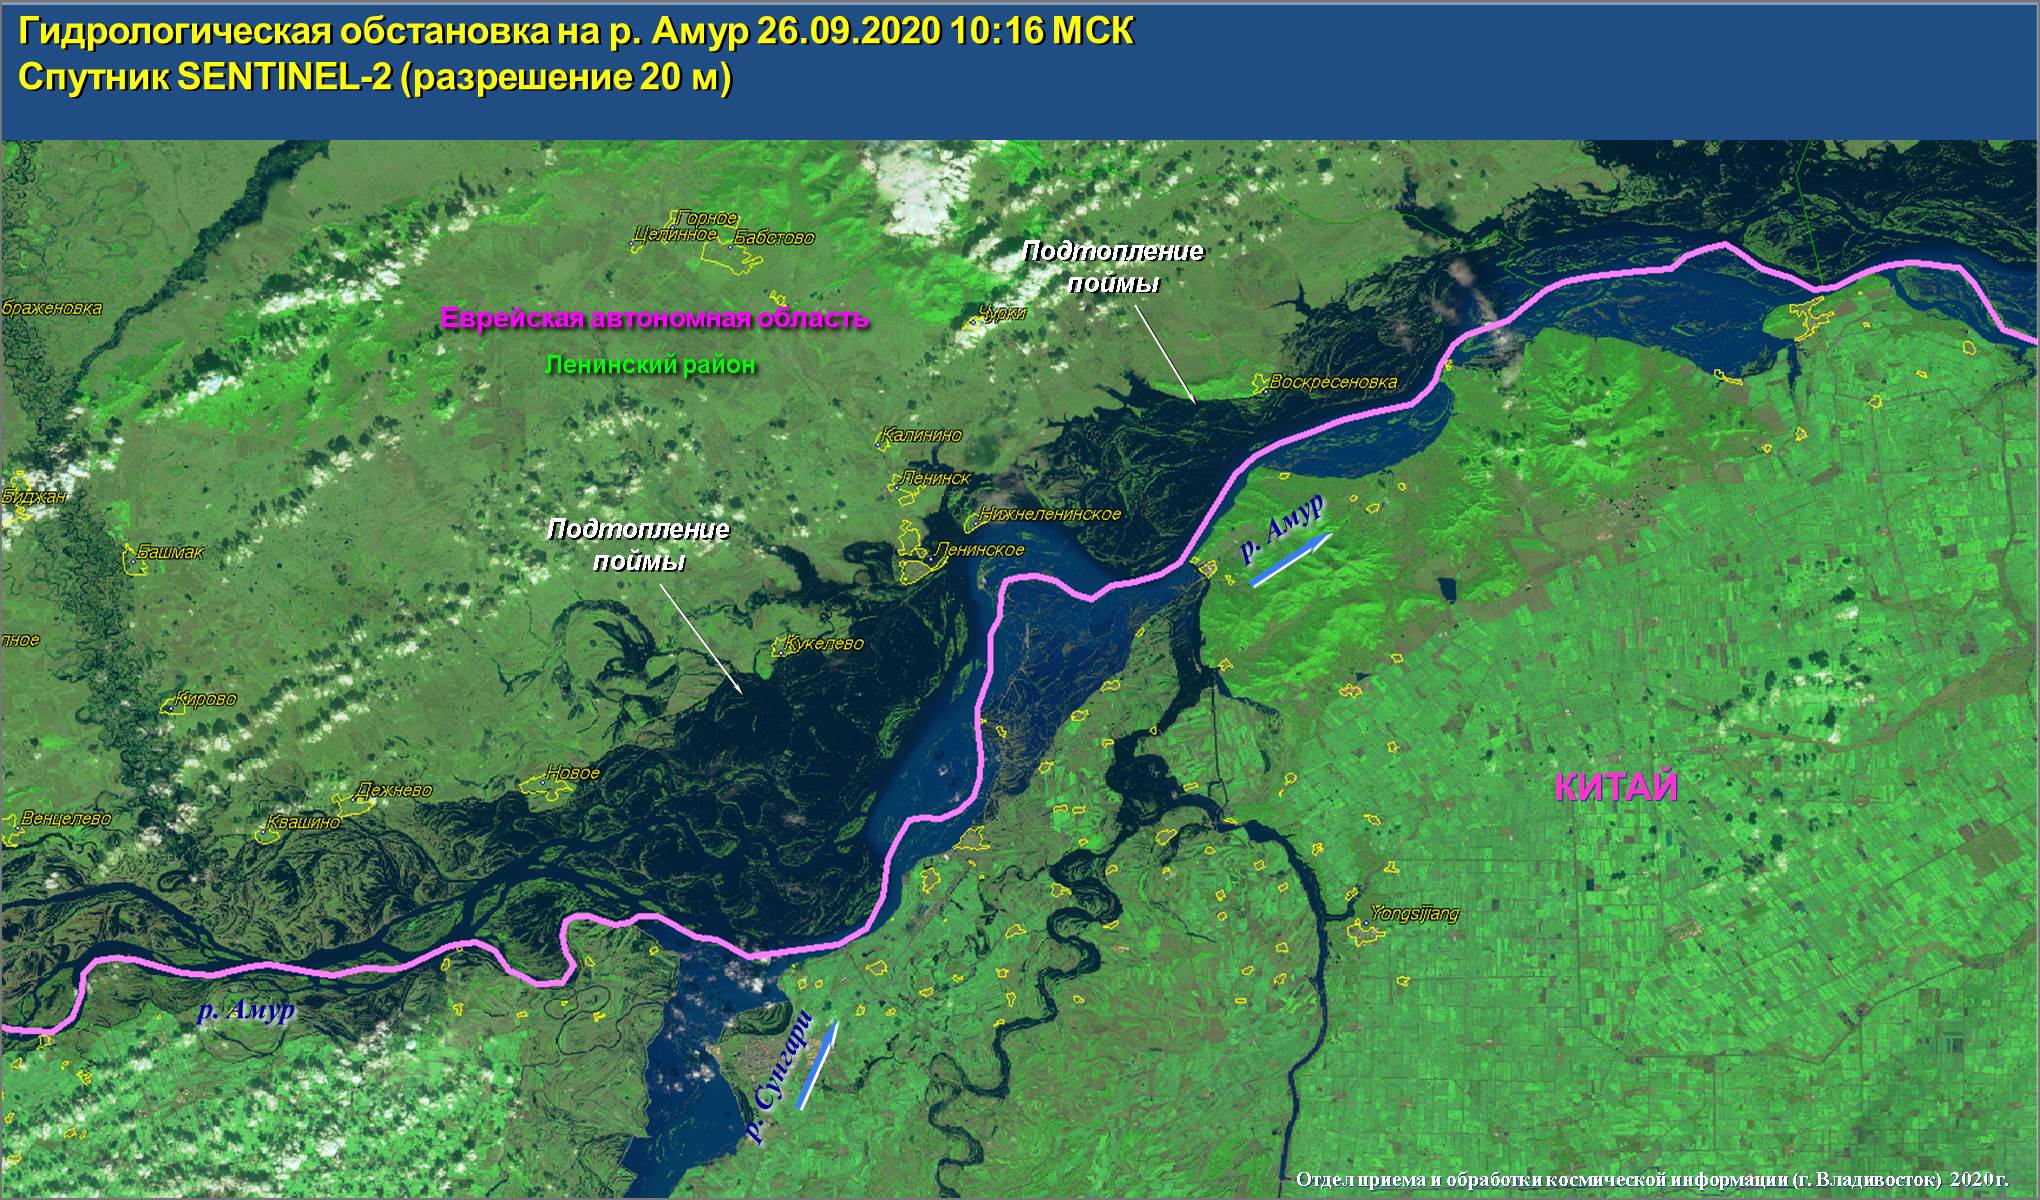 Гидрологическая обстановка на р. Амур 26.09.2020 10:16 МСК
Спутник SENTINEL-2 (разрешение 20 м)
Горное
Целинное
Бабстово
Подтопление
поймы
браженовка
Еврейская автономная область
Чурки
Ленинский район
Воскресеновка
Калинино
Ленинск
Биджан
Нижнеленинское
р. Амур
Подтопление
поймы
Башмак
Ленинское
пное
Кукелево
Кирово
Новое
Дежнево
КИТАЙ
Венцелево
Квашино
Yongsijiang
р. Амур
р. Сунгари
Отдел приема и обработки космической информации (г. Владивосток) 2020 г.